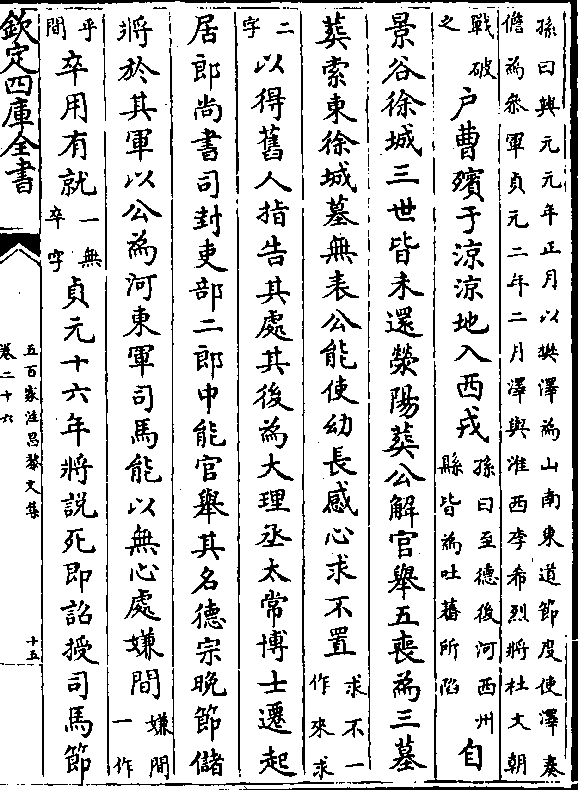 孫曰興元元年正月以樊澤為山南東道節度使澤奏
儋為參軍貞元二年二月澤與淮西李希烈將杜文朝
戰破之户曹殯于涼涼地入西戎孫曰至德後河西州縣皆為吐蕃所陷自
景谷徐城三世皆未還滎陽葬公解官舉五喪為三墓
葬索東徐城墓無表公能使幼長感心求不置求不一作來求
二字以得舊人指告其處其後為大理丞太常博士遷起
居郎尚書司封吏部二郎中能官舉其名德宗晚節儲
將於其軍以公為河東軍司馬能以無心處嫌間嫌間一作
乎間卒用有就一無卒字貞元十六年將説死即詔授司馬節
欽定四庫全書
五百家注昌黎文集
卷二十六
十五